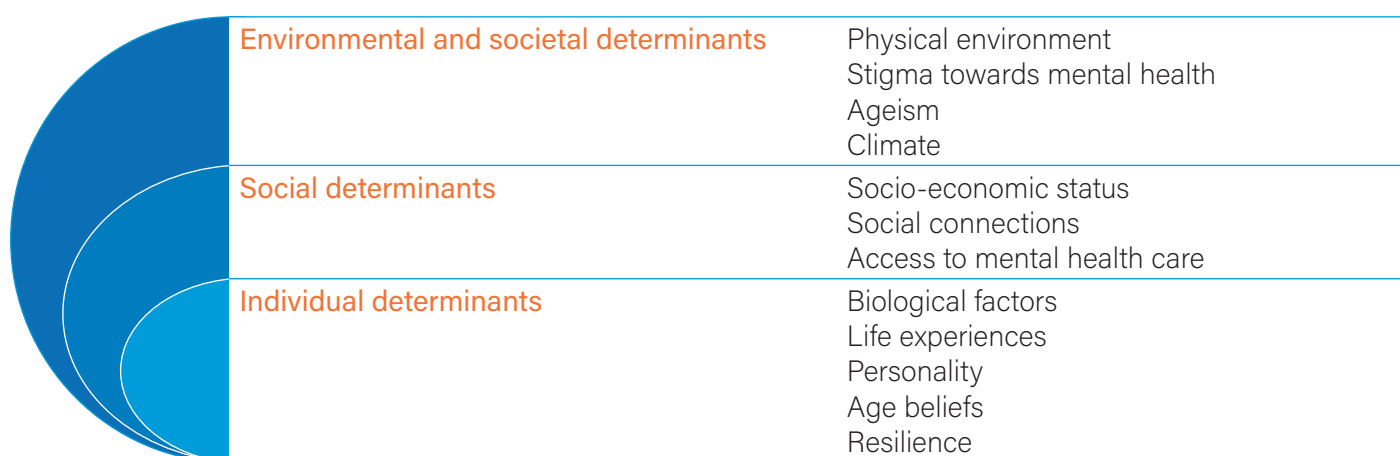 Environmental and societal determinants
Physical environment
Stigma towards mental health
Ageism
Climate
Social determinants
Socio-economic status
Social connections
Access to mental health care
Individual determinants
Biological factors
Life experiences
Personality
Age beliefs
Resilience